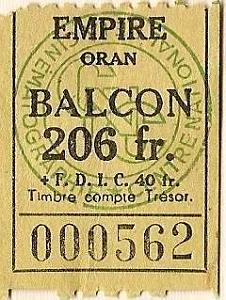 EMPIRE
ORAN
BALCON
206 fr.
+ F. D. I. C. 40 fr.
Timbre compte Trésor.
000562